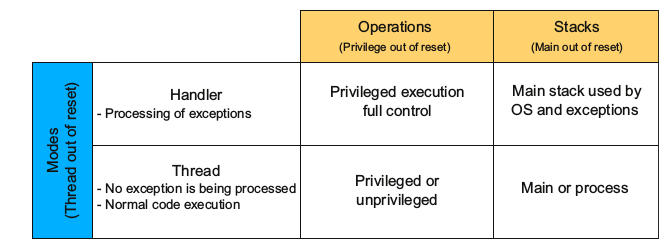 Operations
(Privilege out of reset)
Stacks
(Main out of reset)
Modes
(Thread out of reset)
Handler
- Processing of exceptions
Privileged execution
full control
Main stack used by
OS and exceptions
Thread
- No exception is being processed
- Normal code execution
Privileged or
unprivileged
Main or process